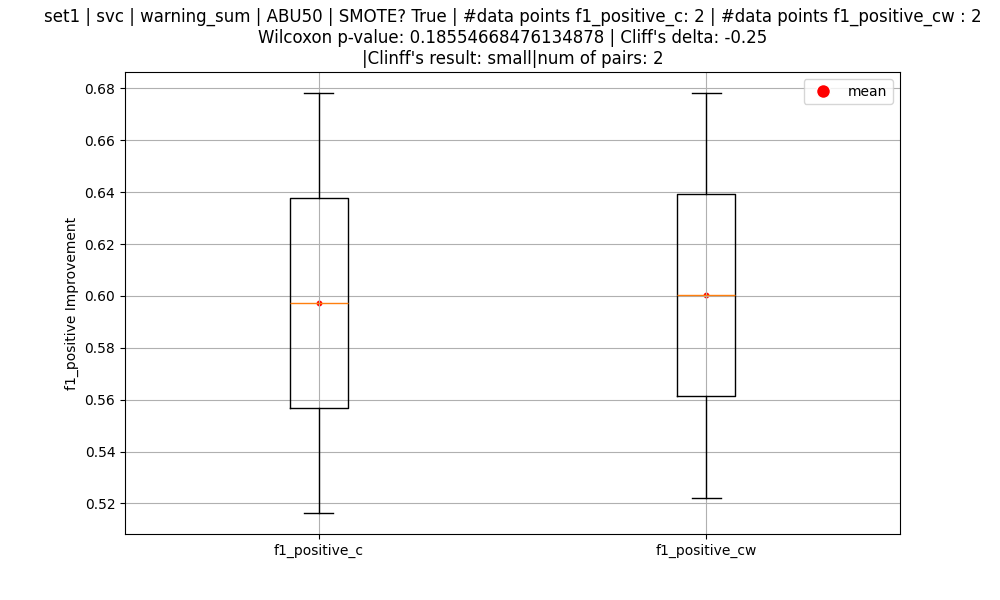 set1 | svc | warning_sum | ABU50 | SMOTE? True | #data points f1_positive_c: 2 | #data points f1_positive_cw : 2
Wilcoxon p-value: 0.18554668476134878 | Cliff's delta: -0.25
|Clinff's result: small|num of pairs: 2
mean
0.68
0.66
0.64
0.62
0.60
0.58
0.56
0.54
0.52
f1_positive Improvement
f1_positive_c
f1_positive_cw